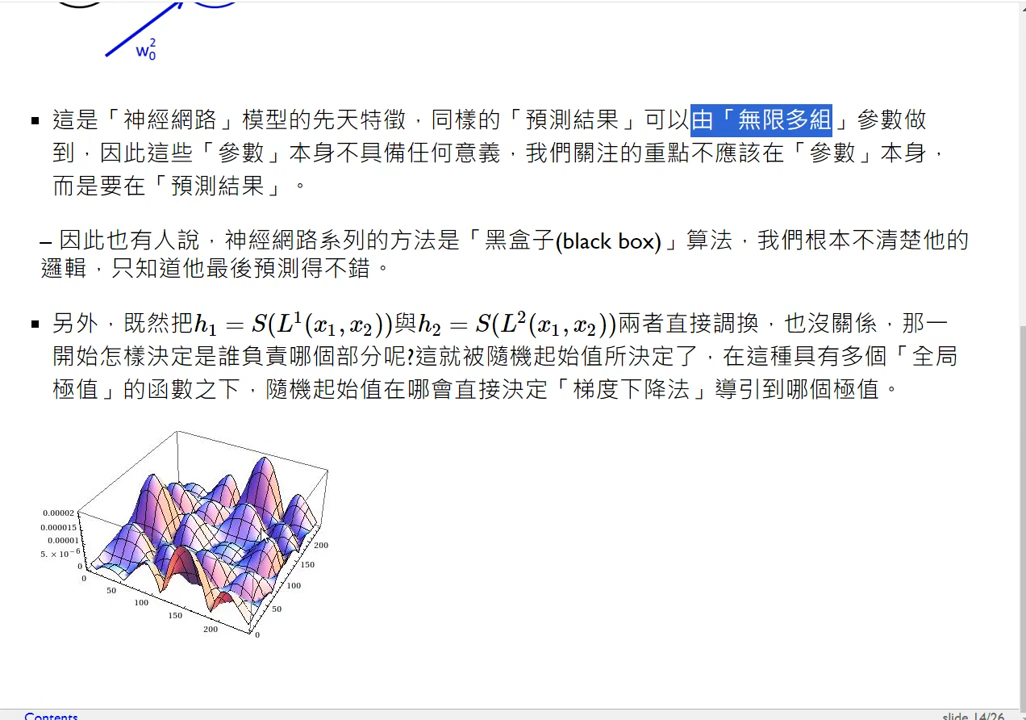 w₀²
▪ 這是「神經網路」模型的先天特徵，同樣的「預測結果」可以由「無限多組」參數做
到，因此這些「參數」本身不具備任何意義，我們關注的重點不應該在「參數」本身，
而是要在「預測結果」。
– 因此也有人說，神經網路系列的方法是「黑盒子(black box)」算法，我們根本不清楚他的
邏輯，只知道他最後預測得不錯。
▪ 另外，既然把h₁ = S(L¹(x₁, x₂))與h₂ = S(L²(x₁, x₂))兩者直接調換，也沒關係，那一
開始怎樣決定是誰負責哪個部分呢?這就被隨機起始值所決定了，在這種具有多個「全局
極值」的函數之下，隨機起始值在哪會直接決定「梯度下降法」導引到哪個極值。
0.00002
0.000015
0.00001
5. × 10⁻⁶
0
0
50
100
150
200
0
50
100
150
200
Contents
slide 14/26